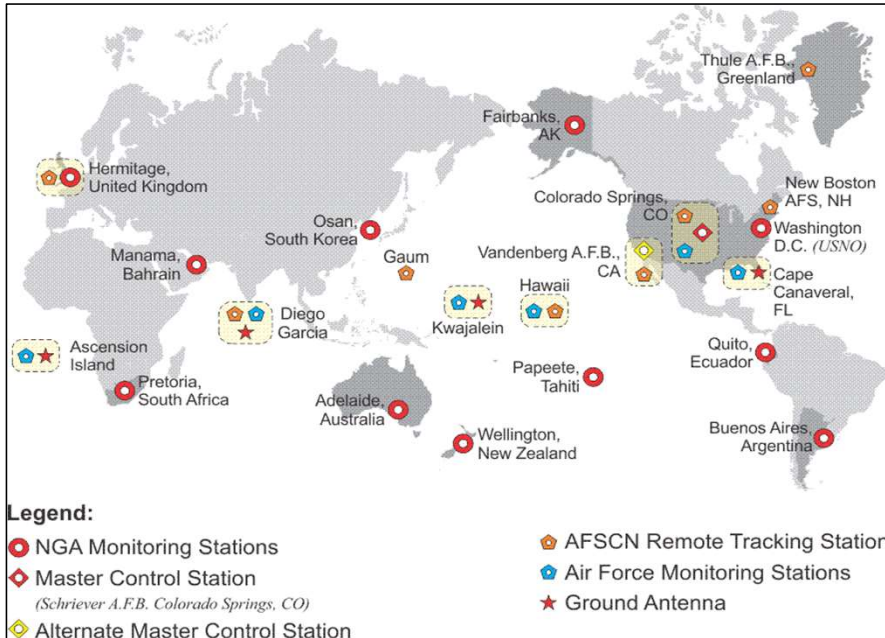 Thule A.F.B.,
Greenland
Fairbanks,
AK
Hermitage,
United Kingdom
Colorado Springs,
CO
New Boston
AFS, NH
Osan,
South Korea
Washington
D.C. (USNO)
Manama,
Bahrain
Gaum
Vandenberg A.F.B.,
CA
Hawaii
Cape
Canaveral,
FL
Diego
Garcia
Kwajalein
Ascension
Island
Quito,
Ecuador
Pretoria,
South Africa
Papeete,
Tahiti
Adelaide,
Australia
Wellington,
New Zealand
Buenos Aires,
Argentina
Legend:
NGA Monitoring Stations
Master Control Station
(Schriever A.F.B. Colorado Springs, CO)
Alternate Master Control Station
AFSCN Remote Tracking Station
Air Force Monitoring Stations
Ground Antenna